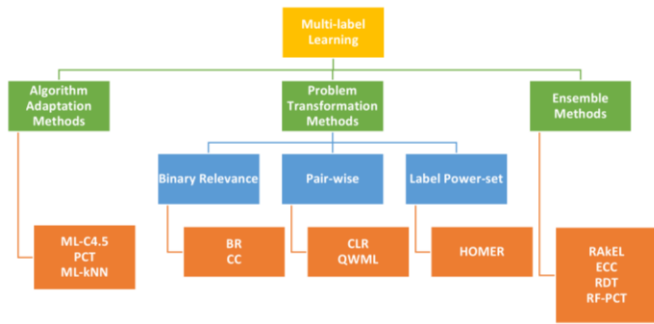 Multi-label
Learning
Algorithm
Adaptation
Methods
Problem
Transformation
Methods
Ensemble
Methods
Binary Relevance
Pair-wise
Label Power-set
ML-C4.5
PCT
ML-kNN
BR
CC
CLR
QWML
HOMER
RAkEL
ECC
RDT
RF-PCT